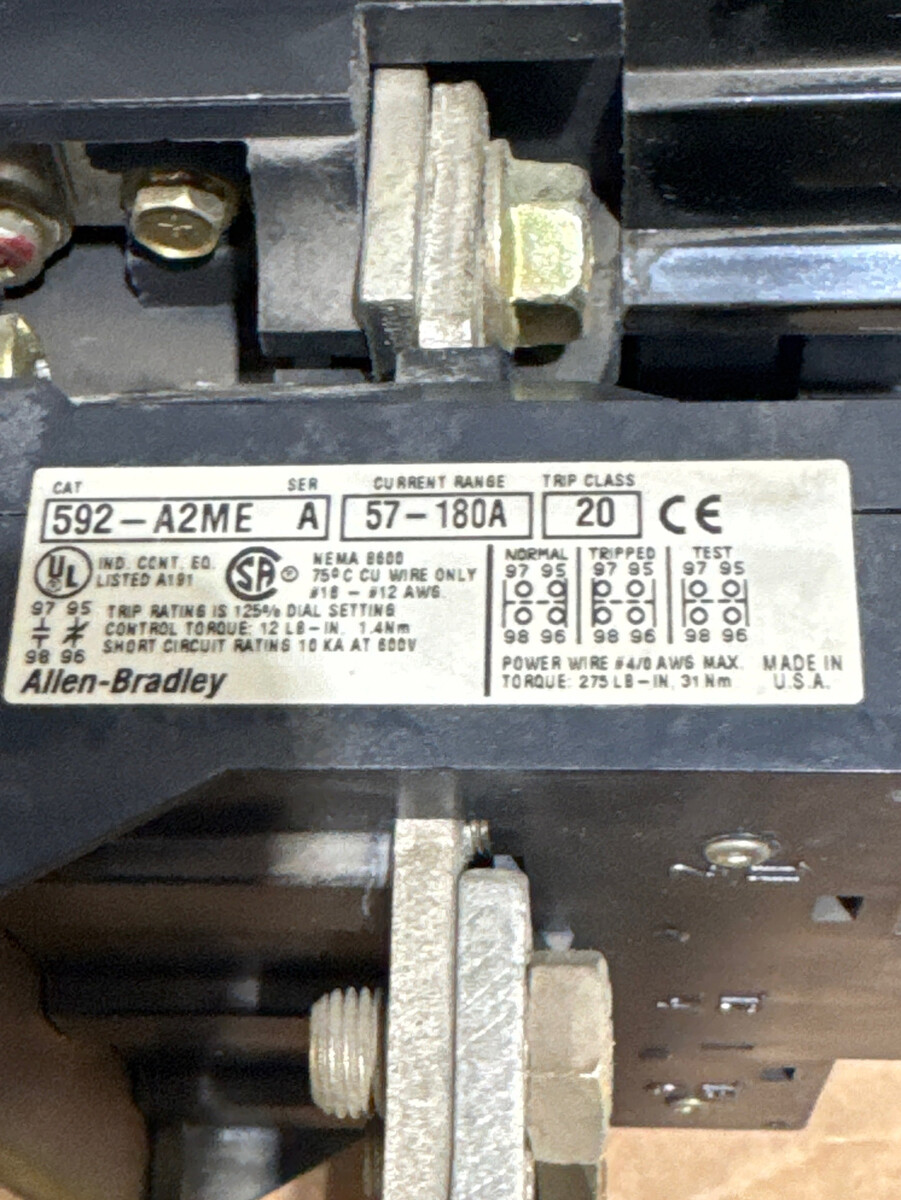 CAT SER CURRENT RANGE TRIP CLASS
592-A2ME A 57-180A 20 CE
UL IND. CONT. EQ. LISTED A191
SA ® NEMA B600
75°C CU WIRE ONLY
#18 - #12 AWG.
97 95 TRIP RATING IS 125% DIAL SETTING
CONTROL TORQUE: 12 LB-IN, 1.4Nm
98 96 SHORT CIRCUIT RATING 10 KA AT 600V
Allen-Bradley
NORMAL TRIPPED TEST
97 95 97 95 97 95
98 96 98 96 98 96
POWER WIRE #4/0 AWG MAX.
TORQUE: 275 LB-IN, 31 Nm
MADE IN
U.S.A.